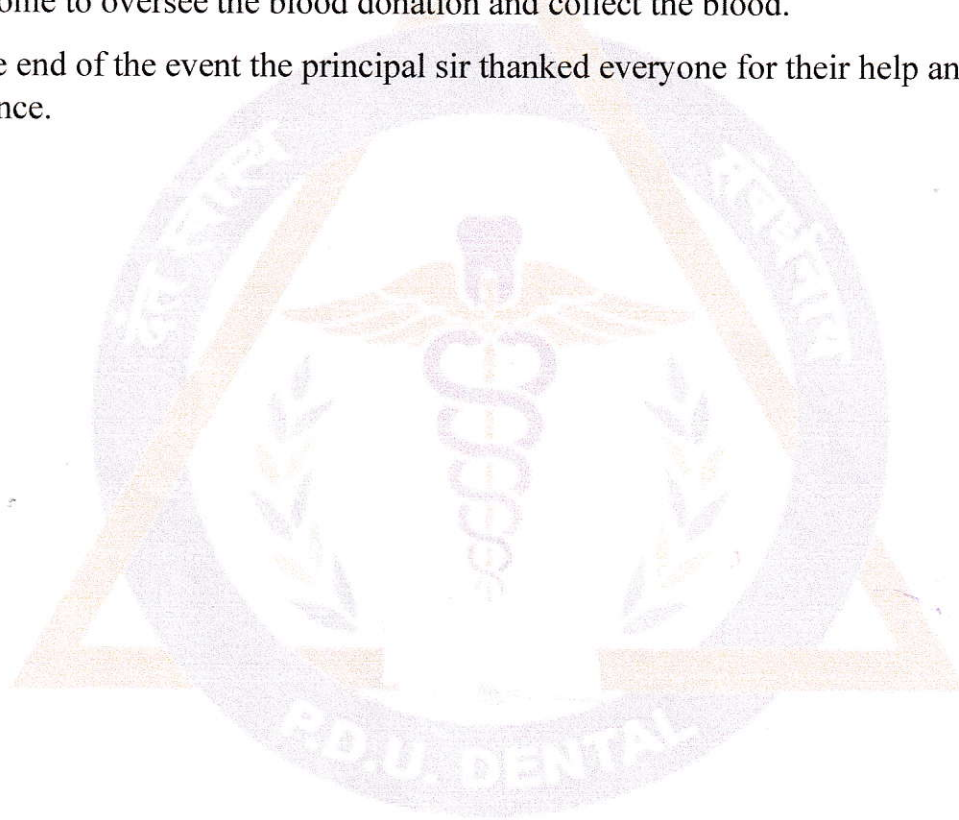 ome to oversee the blood donation and collect the blood.
e end of the event the principal sir thanked everyone for their help an
nce.
P.D.U. DENTAL